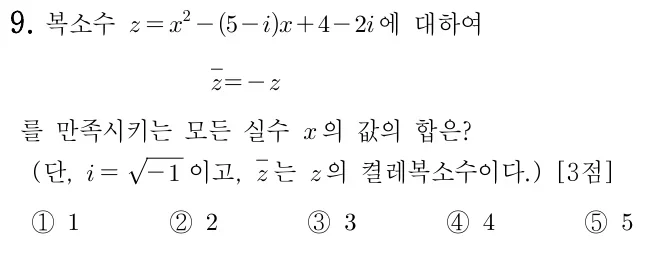 9. 복소수 z=x²-(5-i)x+4-2i에 대하여
z̅=-z
를 만족시키는 모든 실수 x의 값의 합은?
(단, i=√-1이고, z̅는 z의 켤레복소수이다.) [3점]
① 1 ② 2 ③ 3 ④ 4 ⑤ 5